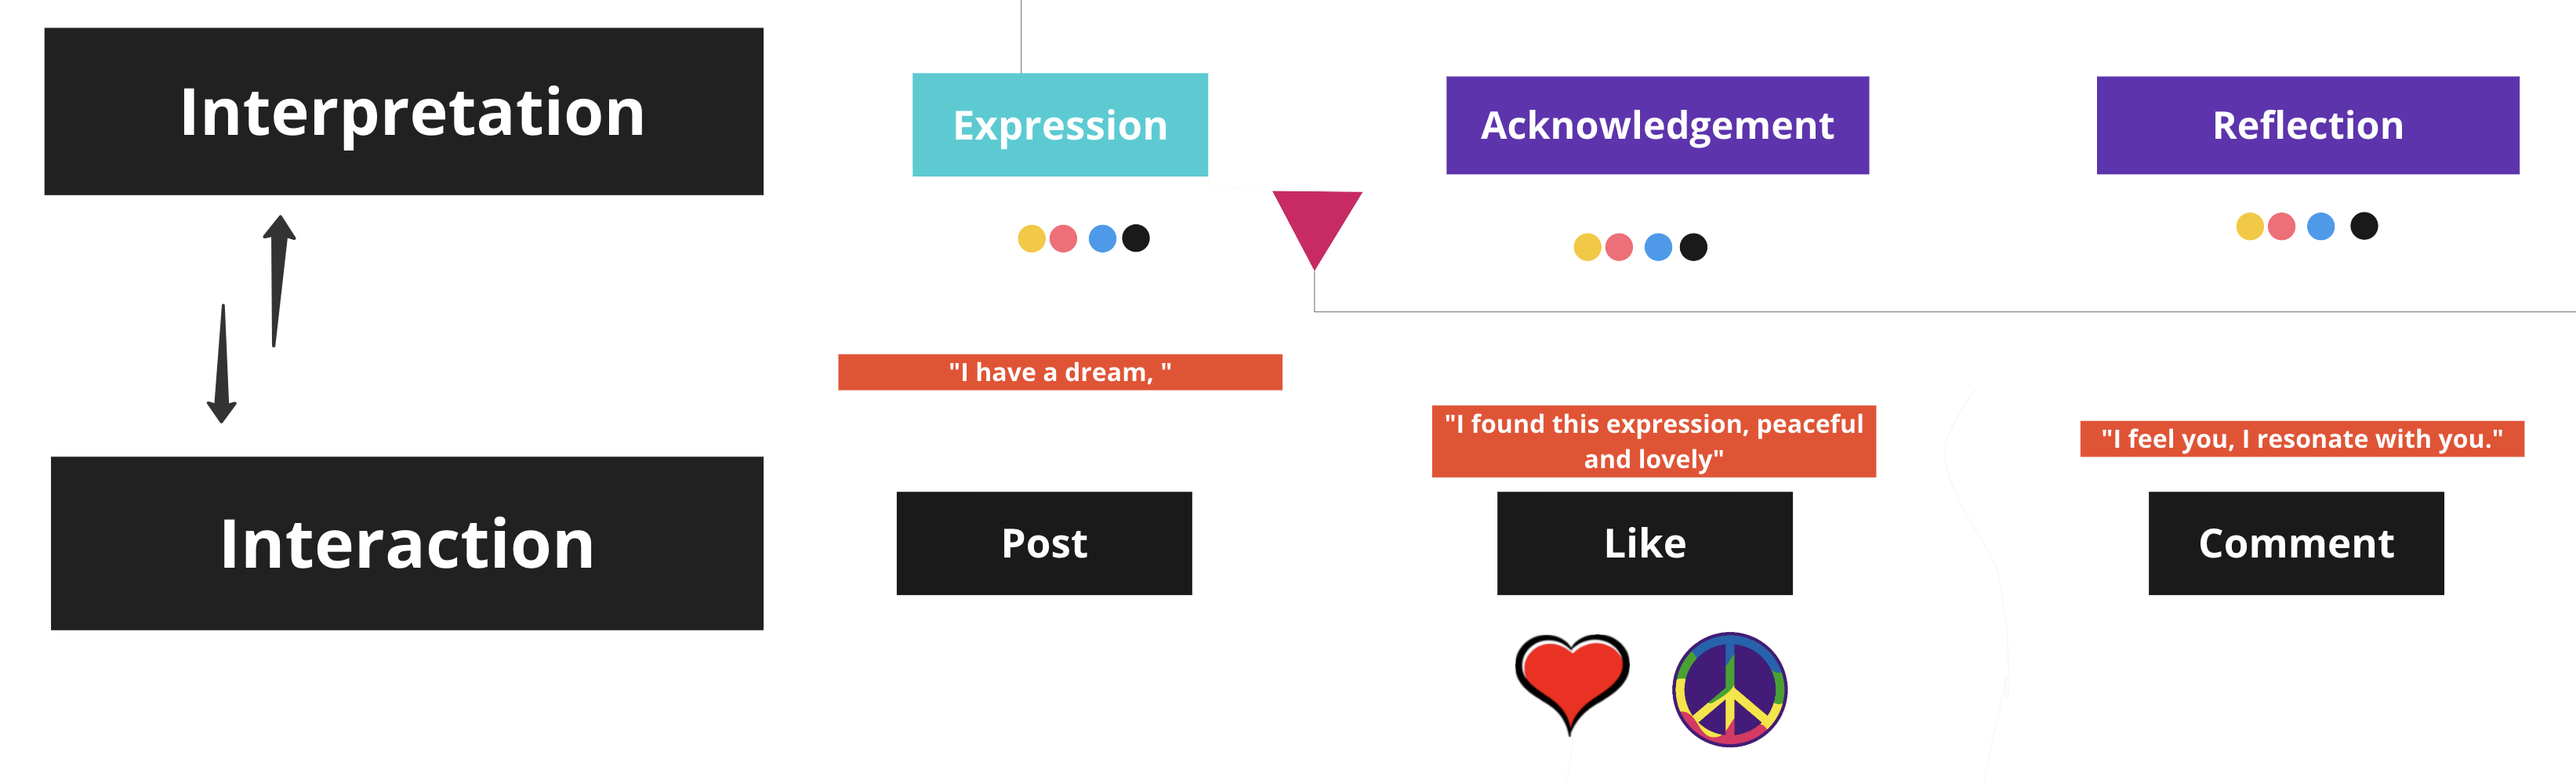 Interpretation
Expression
Acknowledgement
Reflection
"I have a dream, "
"I found this expression, peaceful
and lovely"
"I feel you, I resonate with you."
Interaction
Post
Like
Comment